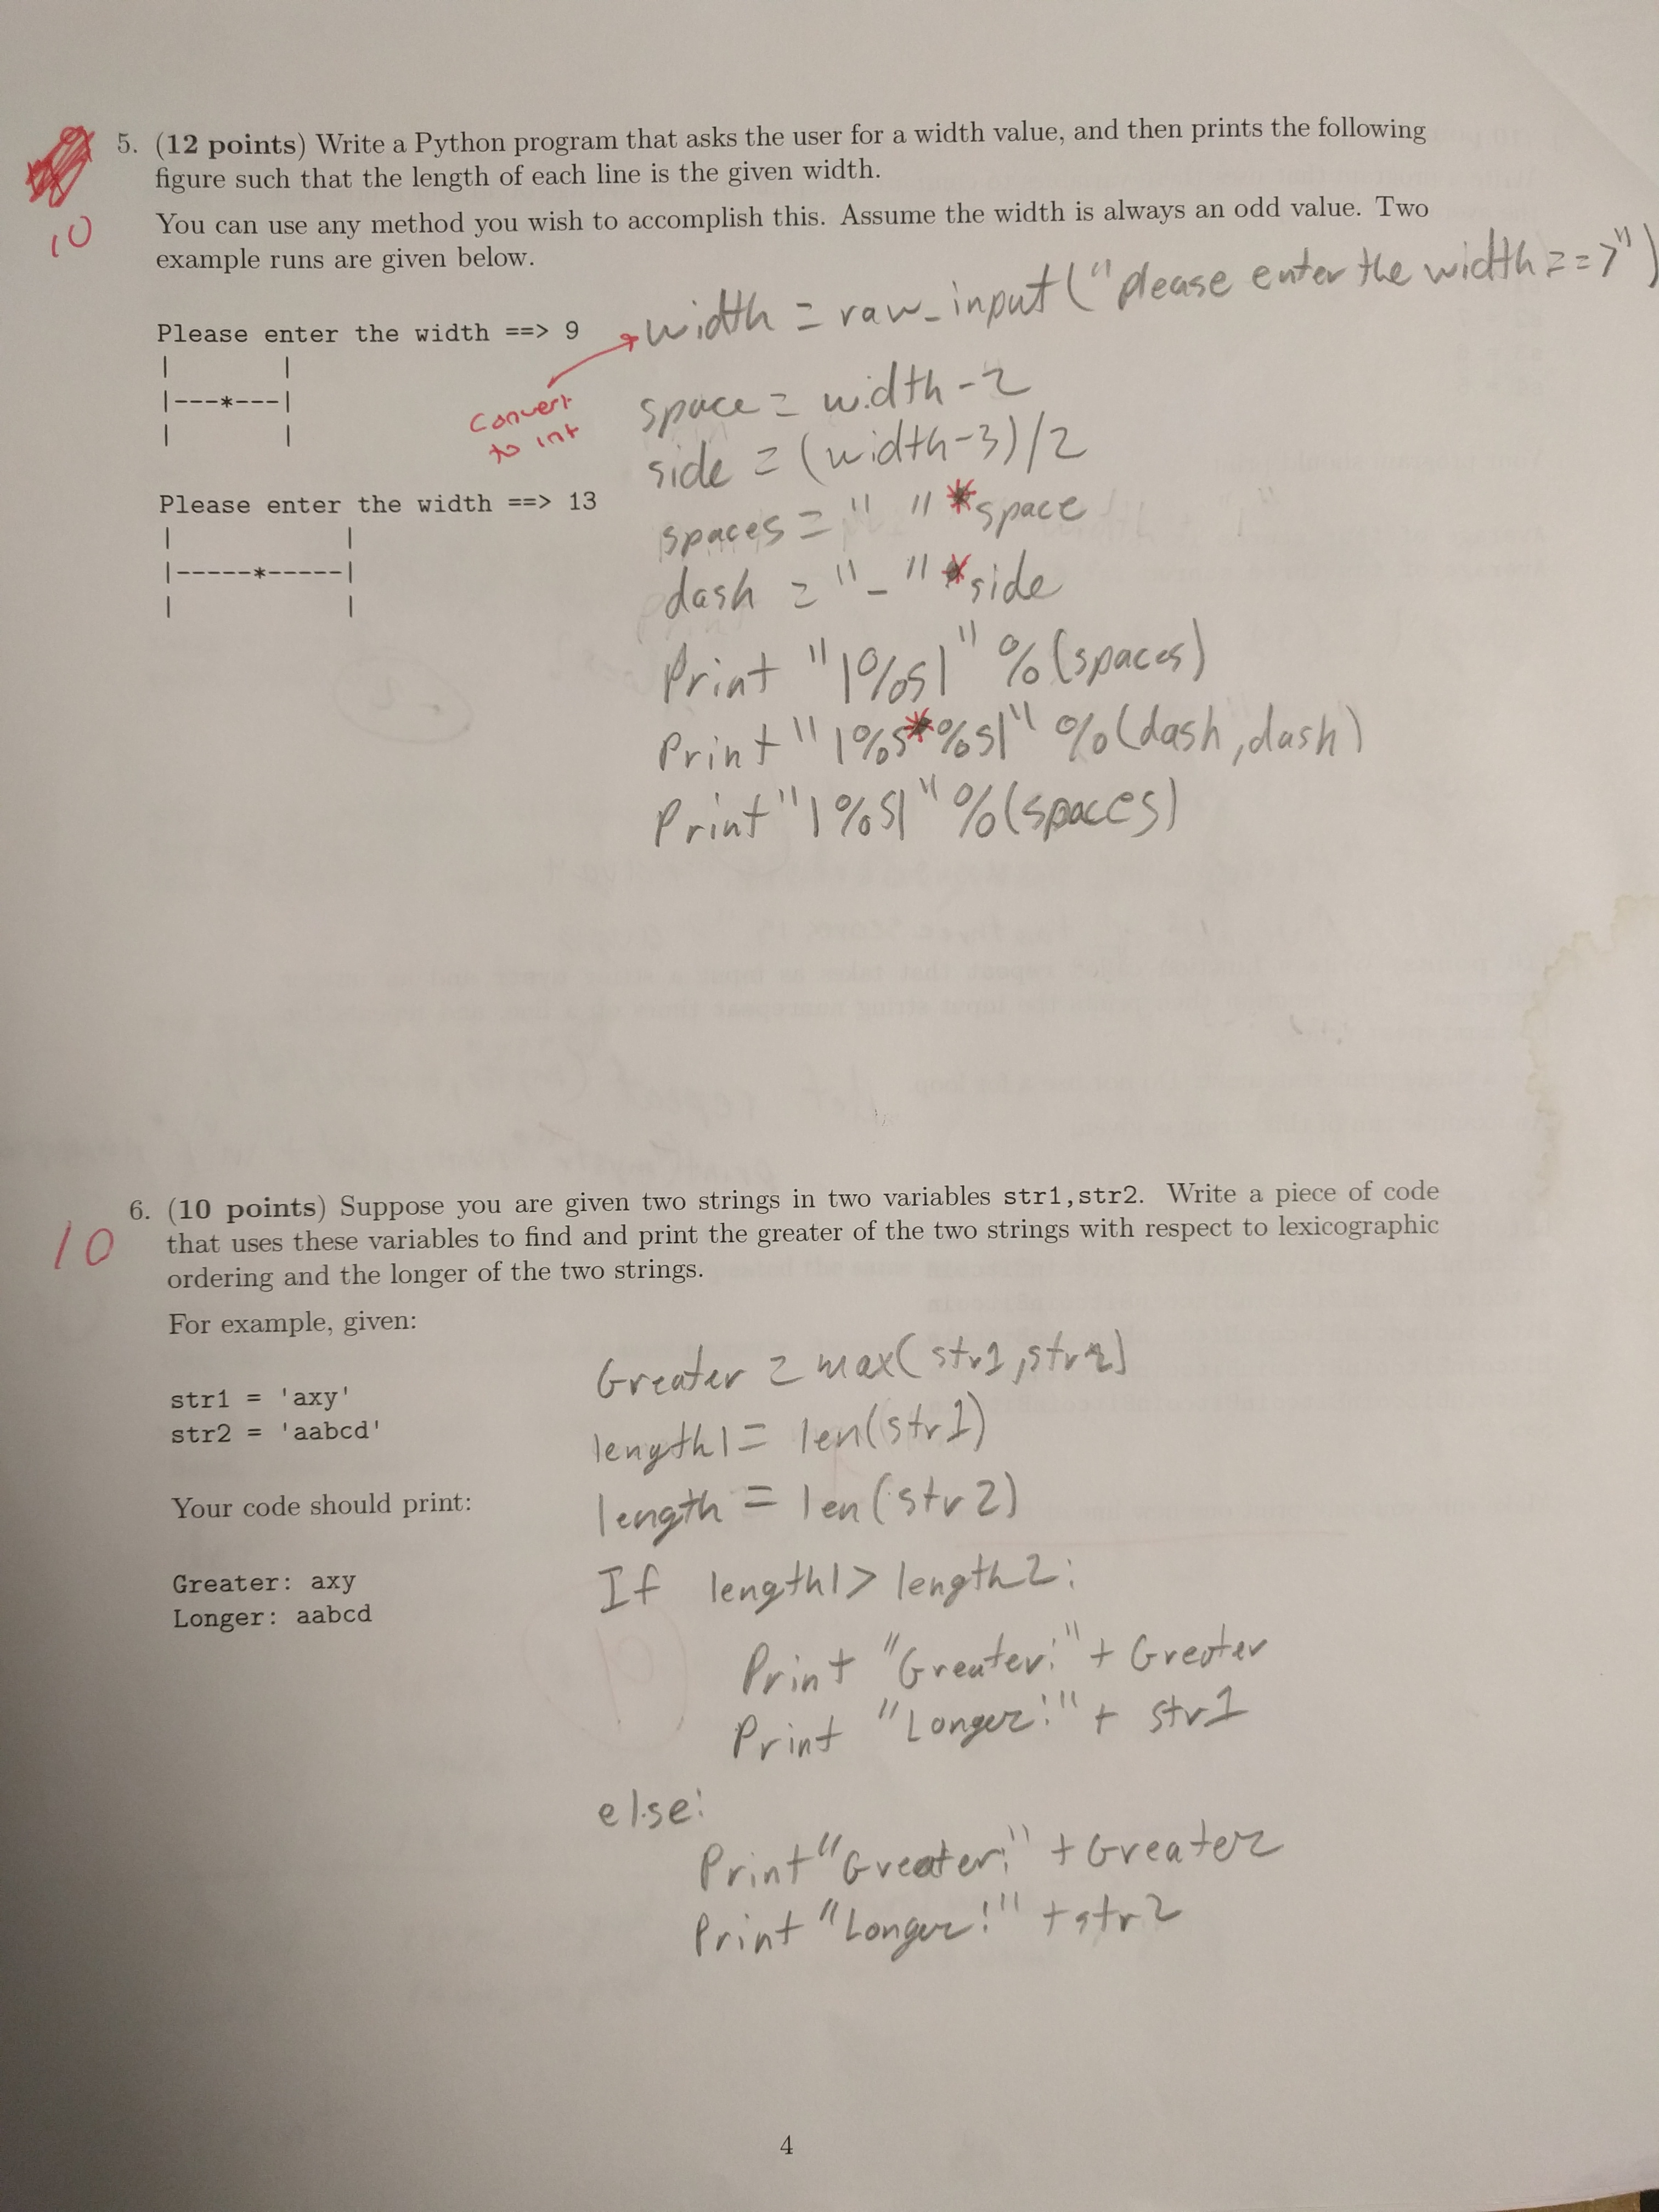 5. (12 points) Write a Python program that asks the user for a width value, and then prints the following
figure such that the length of each line is the given width.
10
You can use any method you wish to accomplish this. Assume the width is always an odd value. Two
example runs are given below.
Please enter the width ==> 9
|       |
|---*---|
|       |
Please enter the width ==> 13
|           |
|-----*-----|
|           |
convert
to int
width = raw_input("please enter the width ==>")
space = width-2
side = (width-3)/2
spaces = " " *space
dash = "-" *side
Print "|%s|" %(spaces)
Print "|%s*%s|" %(dash,dash)
Print "|%s|" %(spaces)
10
6. (10 points) Suppose you are given two strings in two variables str1,str2. Write a piece of code
that uses these variables to find and print the greater of the two strings with respect to lexicographic
ordering and the longer of the two strings.
For example, given:
str1 = 'axy'
str2 = 'aabcd'
Your code should print:
Greater: axy
Longer: aabcd
Greater = max(str1,str2)
length1 = len(str1)
length = len(str2)
If length1 > length2:
Print "Greater:" + Greater
Print "Longer:" + str1
else:
Print "Greater:" + Greater
Print "Longer:" + str2
4